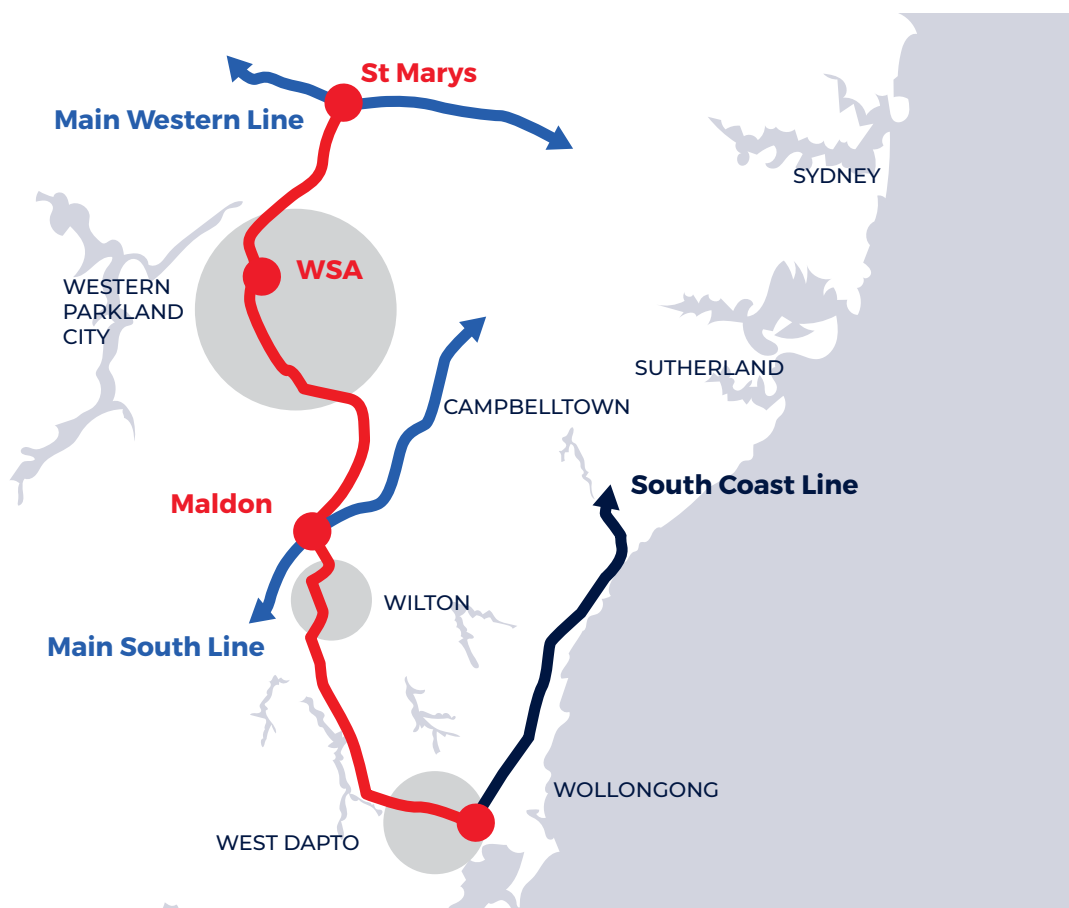 St Marys
Main Western Line
SYDNEY
WSA
WESTERN
PARKLAND
CITY
SUTHERLAND
CAMPBELLTOWN
South Coast Line
Maldon
WILTON
Main South Line
WOLLONGONG
WEST DAPTO